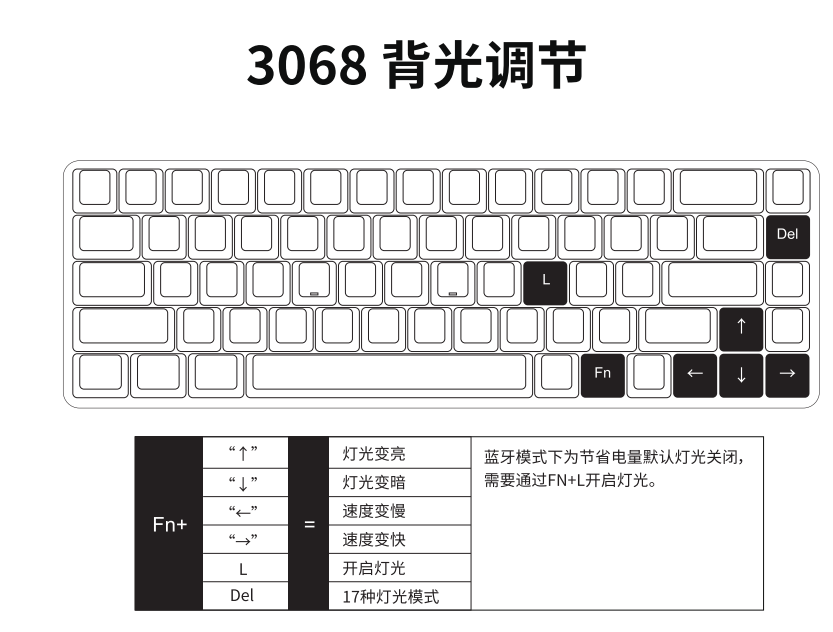 3068 背光调节
Del
L
↑
Fn ← ↓ →
Fn+
“↑” = 灯光变亮
“↓” 灯光变暗
“←” 速度变慢
“→” 速度变快
L 开启灯光
Del 17种灯光模式
蓝牙模式下为节省电量默认灯光关闭，
需要通过FN+L开启灯光。